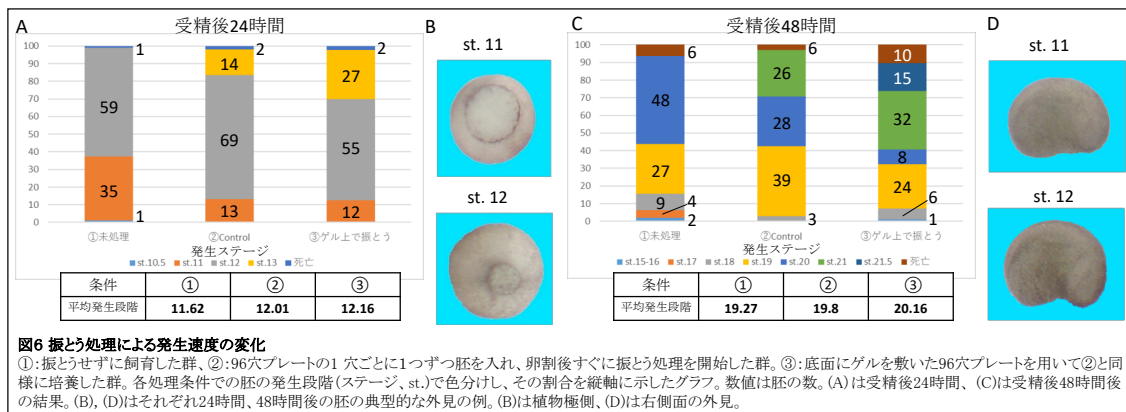 A
受精後24時間
100
90
80
70
60
50
40
30
20
10
0
1
59
35
1
2
14
69
13
2
27
55
12
①未処理
②Control
③ゲル上で振とう
発生ステージ
st.10.5 st.11 st.12 st.13 死亡
条件 ① ② ③
平均発生段階 11.62 12.01 12.16
B
st. 11
st. 12
C
受精後48時間
100
90
80
70
60
50
40
30
20
10
0
6
48
27
9
4
2
6
26
28
39
3
10
15
32
8
24
6
1
①未処理
②Control
③ゲル上で振とう
発生ステージ
st.15-16 st.17 st.18 st.19 st.20 st.21 st.21.5 死亡
条件 ① ② ③
平均発生段階 19.27 19.8 20.16
D
st. 11
st. 12
図6 振とう処理による発生速度の変化
①:振とうせずに飼育した群、②:96穴プレートの1 穴ごとに1つずつ胚を入れ、卵割後すぐに振とう処理を開始した群。③:底面にゲルを敷いた96穴プレートを用いて②と同
様に培養した群。各処理条件での胚の発生段階(ステージ、st.)で色分けし、その割合を縦軸に示したグラフ。数値は胚の数。(A)は受精後24時間、(C)は受精後48時間後
の結果。(B), (D)はそれぞれ24時間、48時間後の胚の典型的な外見の例。(B)は植物極側、(D)は右側面の外見。